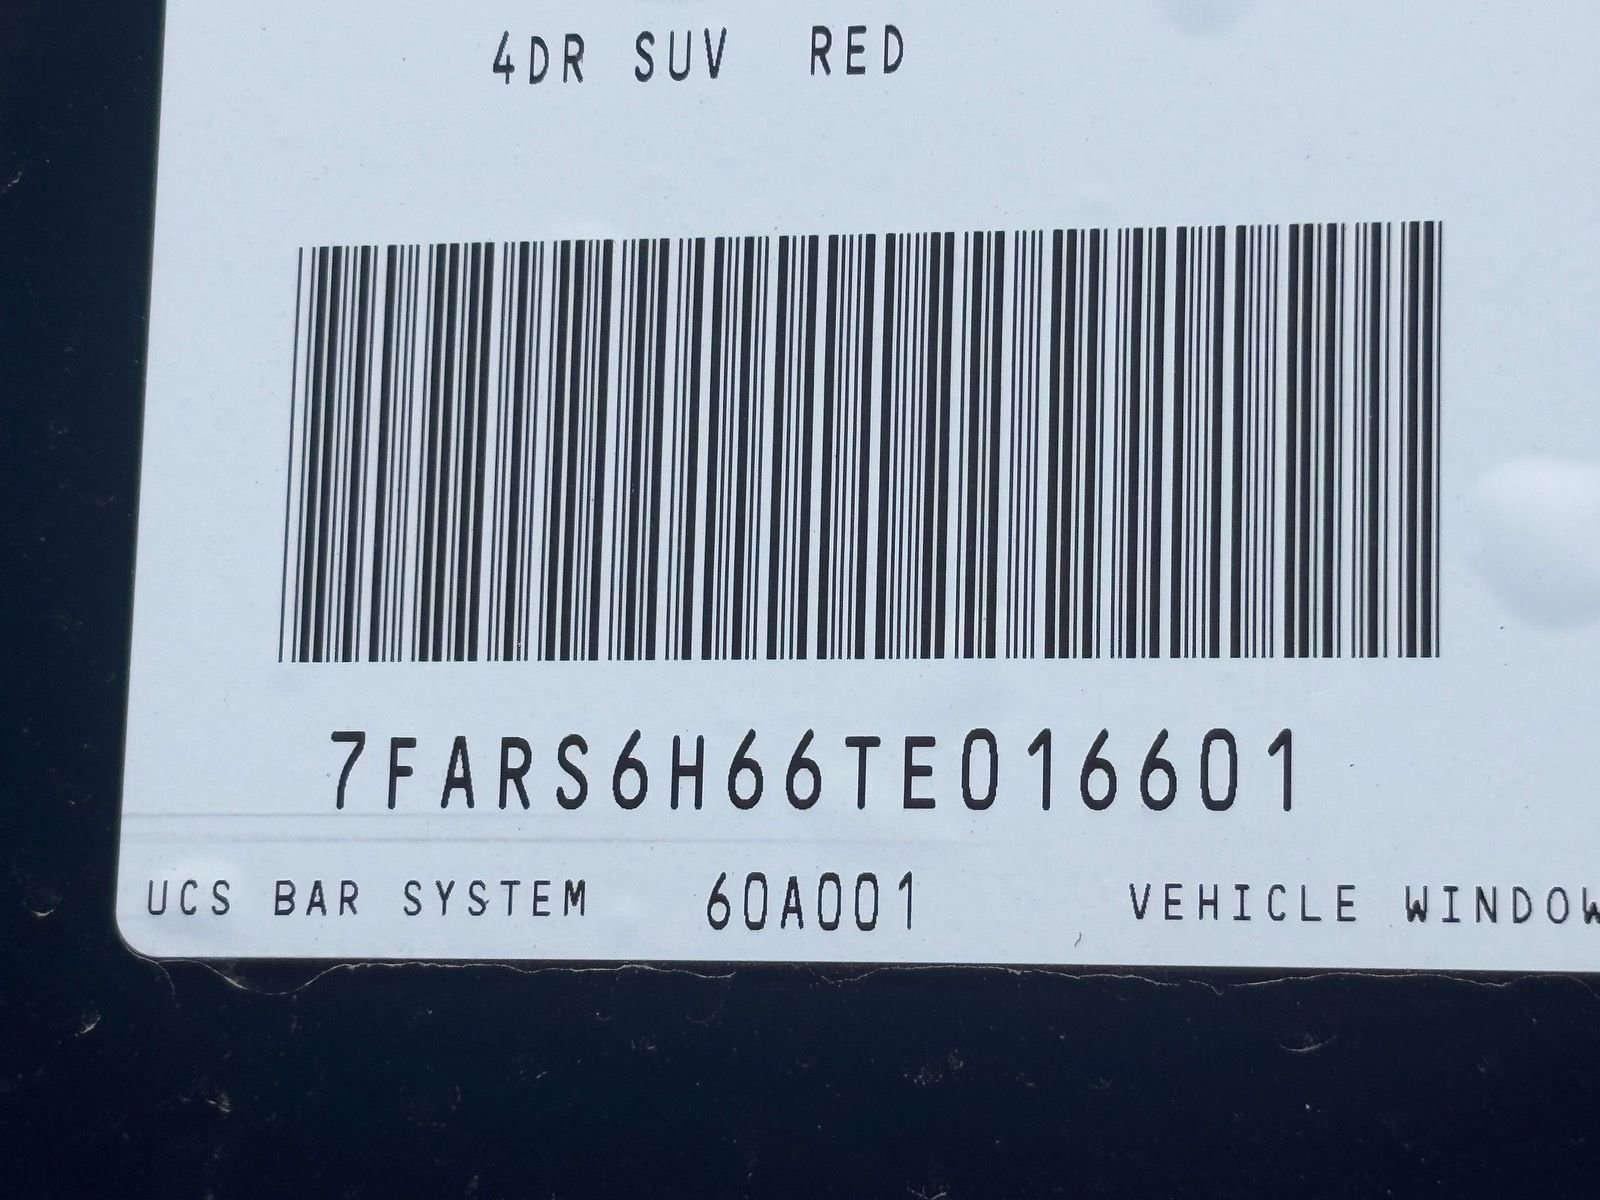 4DR SUV RED
7FARS6H66TE016601
UCS BAR SYSTEM 60A001 VEHICLE WINDOW